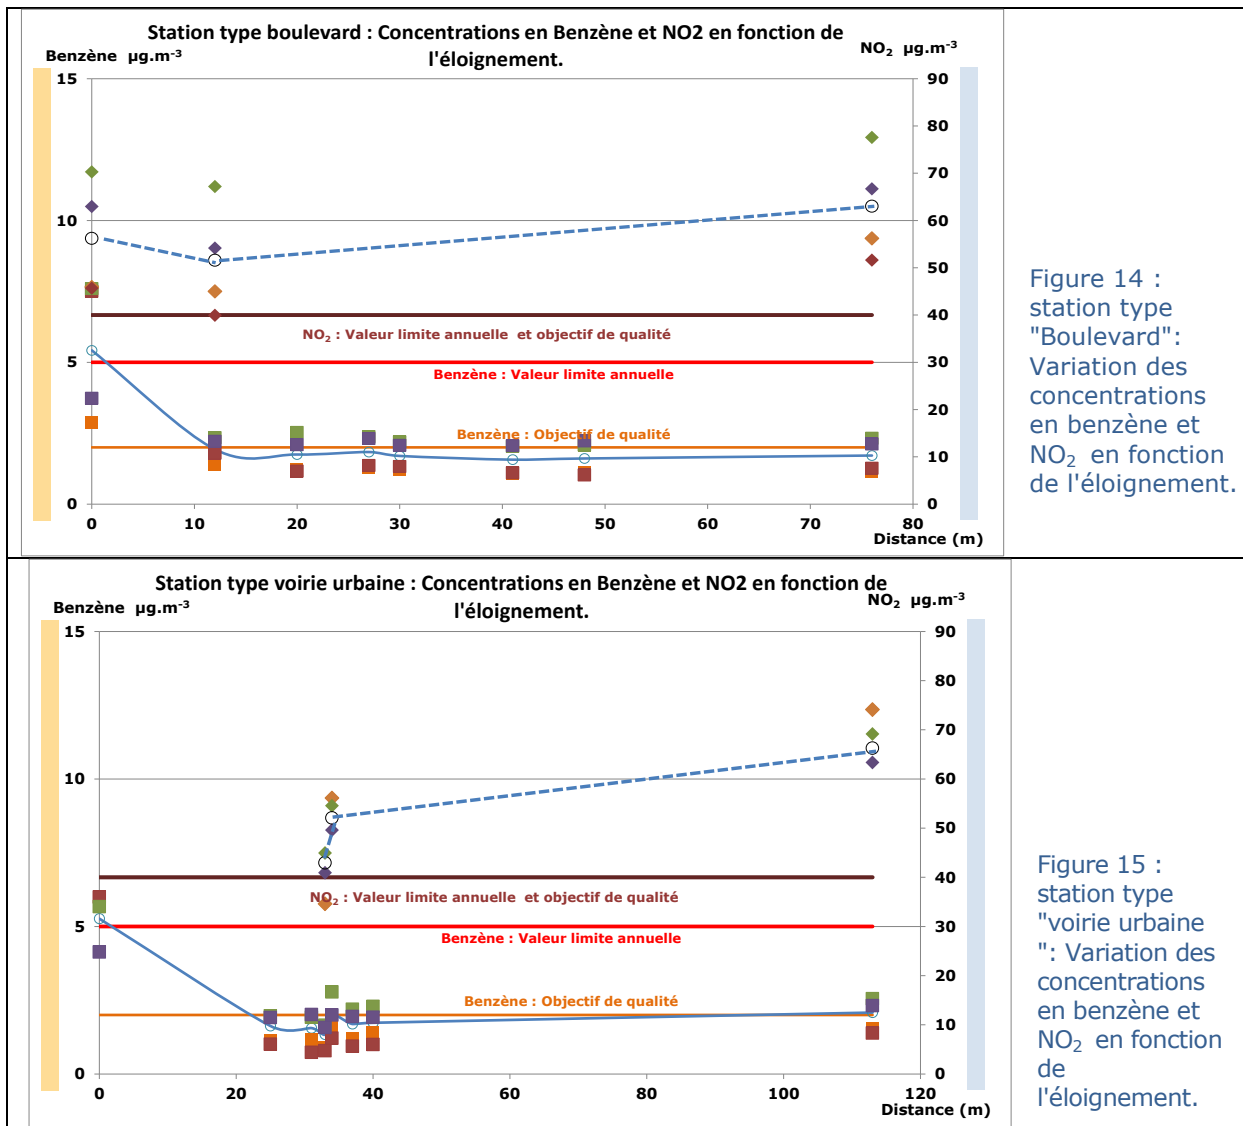 Station type boulevard : Concentrations en Benzène et NO2 en fonction de
l'éloignement.
Benzène µg.m-3
NO2 µg.m-3
15
10
5
0
90
80
70
60
50
40
30
20
10
0
NO2 : Valeur limite annuelle et objectif de qualité
Benzène : Valeur limite annuelle
Benzène : Objectif de qualité
0 10 20 30 40 50 60 70 80
Distance (m)
Figure 14 :
station type
"Boulevard":
Variation des
concentrations
en benzène et
NO2 en fonction
de l'éloignement.
Station type voirie urbaine : Concentrations en Benzène et NO2 en fonction de
l'éloignement.
Benzène µg.m-3
NO2 µg.m-3
15
10
5
0
90
80
70
60
50
40
30
20
10
0
NO2 : Valeur limite annuelle et objectif de qualité
Benzène : Valeur limite annuelle
Benzène : Objectif de qualité
0 20 40 60 80 100 120
Distance (m)
Figure 15 :
station type
"voirie urbaine
": Variation des
concentrations
en benzène et
NO2 en fonction
de
l'éloignement.